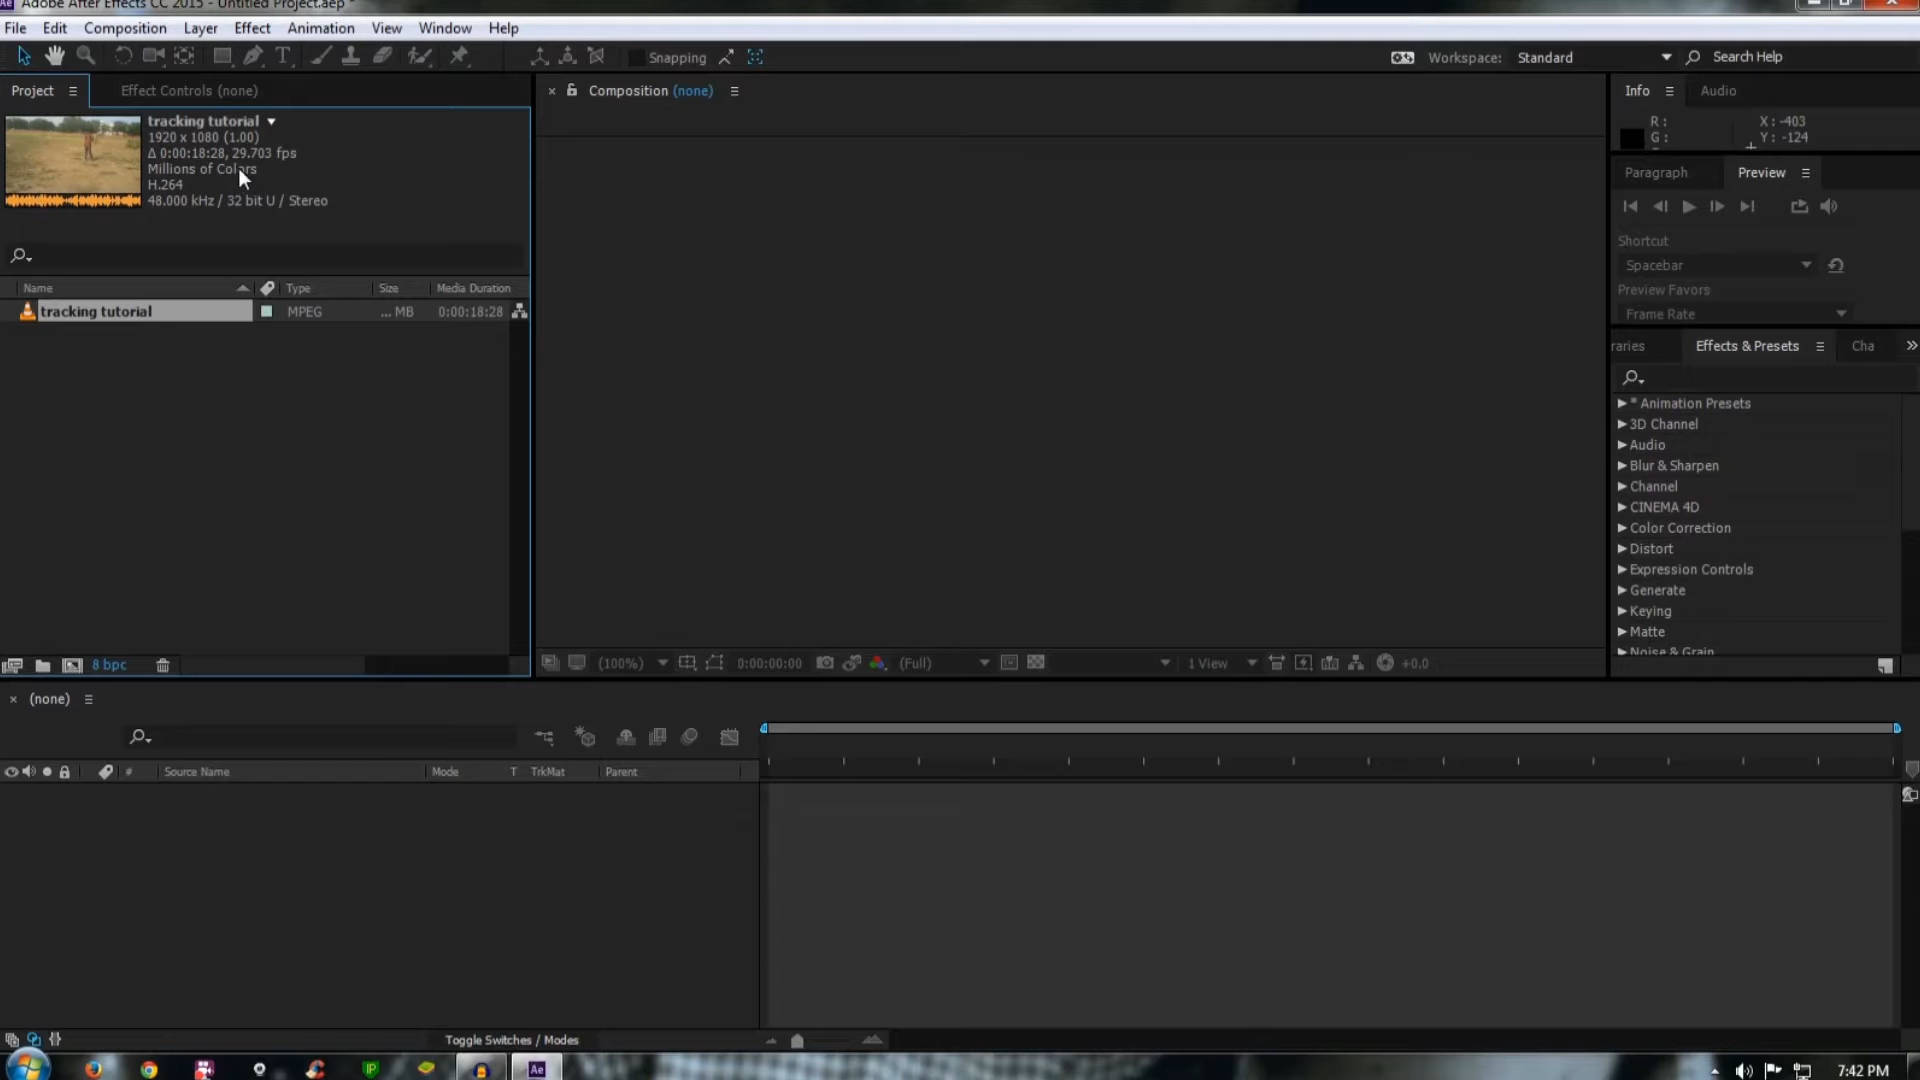 Adobe After Effects CC 2015 - Untitled Project.aep *
File Edit Composition Layer Effect Animation View Window Help
Snapping
Workspace: Standard
Search Help
Project
Effect Controls (none)
tracking tutorial
1920 x 1080 (1.00)
Δ 0:00:18:28, 29.703 fps
Millions of Colors
H.264
48.000 kHz / 32 bit U / Stereo
Name Type Size Media Duration
tracking tutorial MPEG ... MB 0:00:18:28
8 bpc
Composition (none)
(100%) 0:00:00:00 (Full) 1 View +0.0
Info Audio
R : X : -403
G : Y : -124
Paragraph Preview
Shortcut
Spacebar
Preview Favors
Frame Rate
raries Effects & Presets Cha
* Animation Presets
3D Channel
Audio
Blur & Sharpen
Channel
CINEMA 4D
Color Correction
Distort
Expression Controls
Generate
Keying
Matte
Noise & Grain
(none)
# Source Name Mode T TrkMat Parent
Toggle Switches / Modes
Ae
7:42 PM